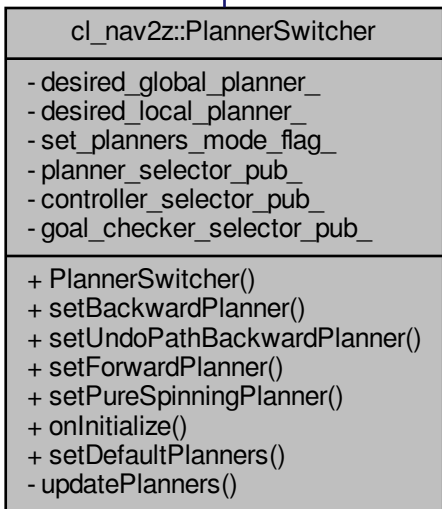 cl_nav2z::PlannerSwitcher
- desired_global_planner_
- desired_local_planner_
- set_planners_mode_flag_
- planner_selector_pub_
- controller_selector_pub_
- goal_checker_selector_pub_
+ PlannerSwitcher()
+ setBackwardPlanner()
+ setUndoPathBackwardPlanner()
+ setForwardPlanner()
+ setPureSpinningPlanner()
+ onInitialize()
+ setDefaultPlanners()
- updatePlanners()